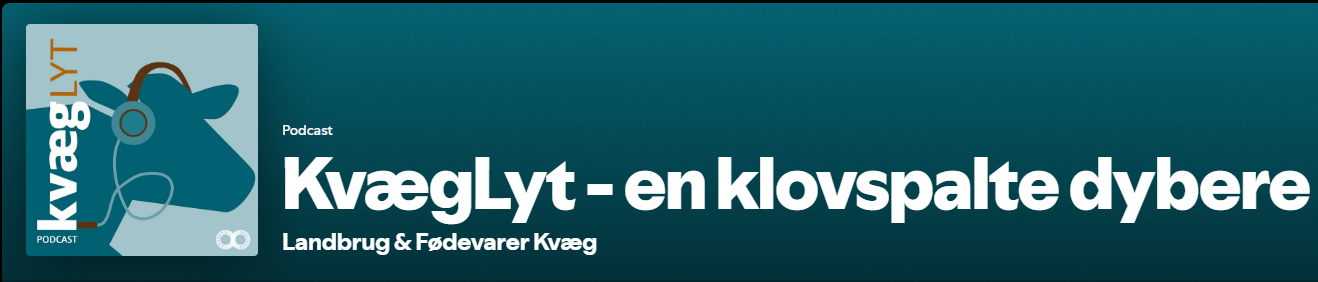 kvægLYT
PODCAST
Podcast
KvægLyt - en klovspalte dybere
Landbrug & Fødevarer Kvæg